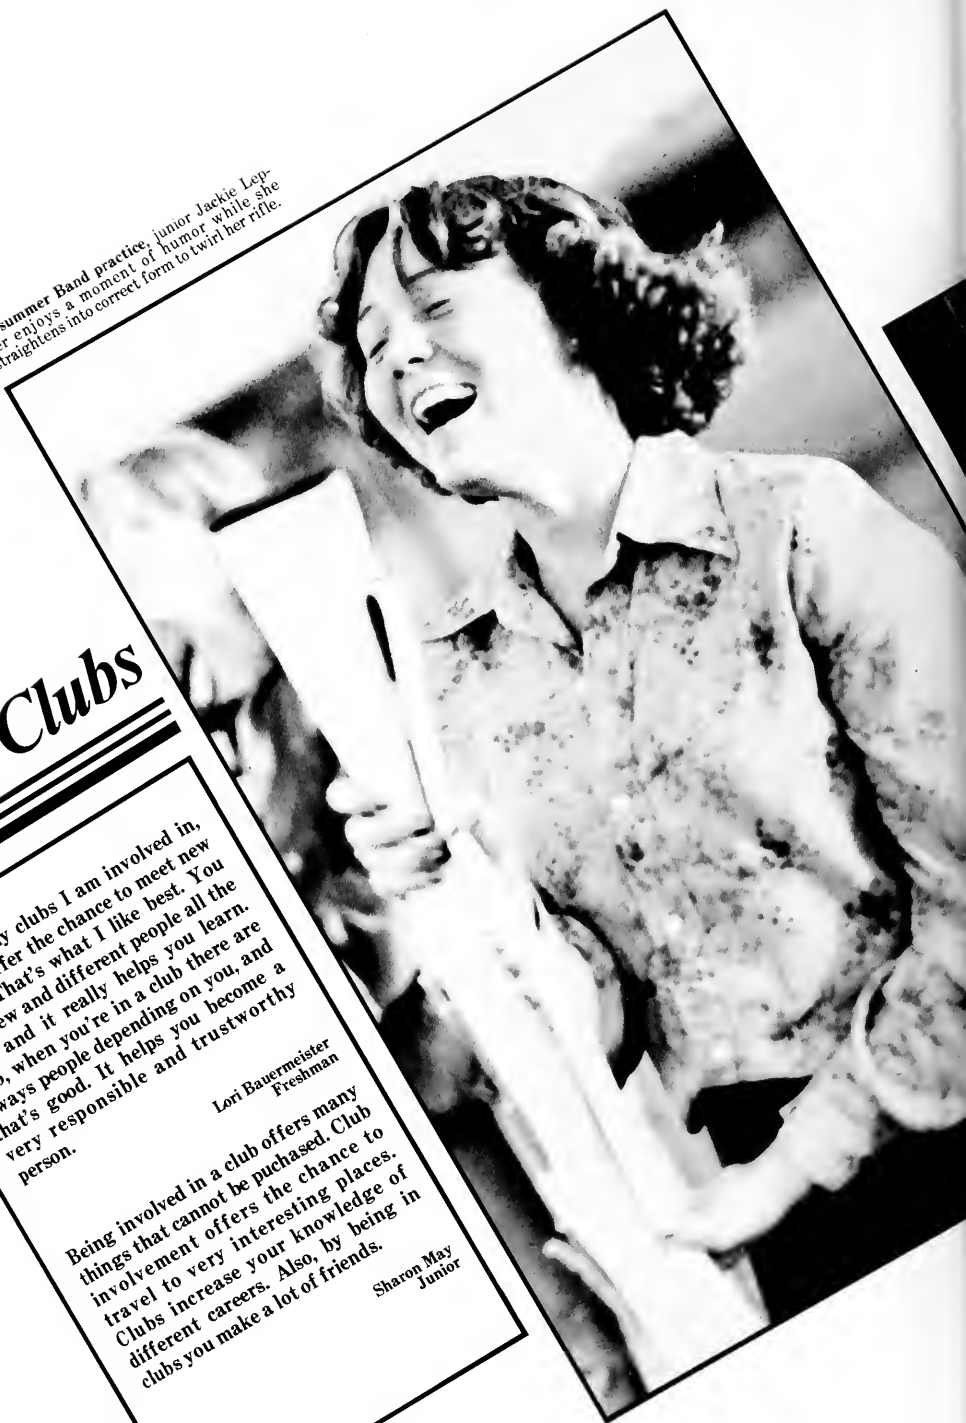 summer Band practice, junior Jackie Lep-
er enjoys a moment of humor while she
straightens into correct form to twirl her rifle.
Clubs
clubs I am involved in,
the chance to meet new
That's what I like best. You
and different people all the
and it really helps you learn.
when you're in a club there are
people depending on you, and
that's good. It helps you become a
very responsible and trustworthy
person.
Lori Bauermeister
Freshman
Being involved in a club offers many
things that cannot be puchased. Club
involvement offers the chance to
travel to very interesting places.
Clubs increase your knowledge of
different careers. Also, by being in
clubs you make a lot of friends.
Sharon May
Junior